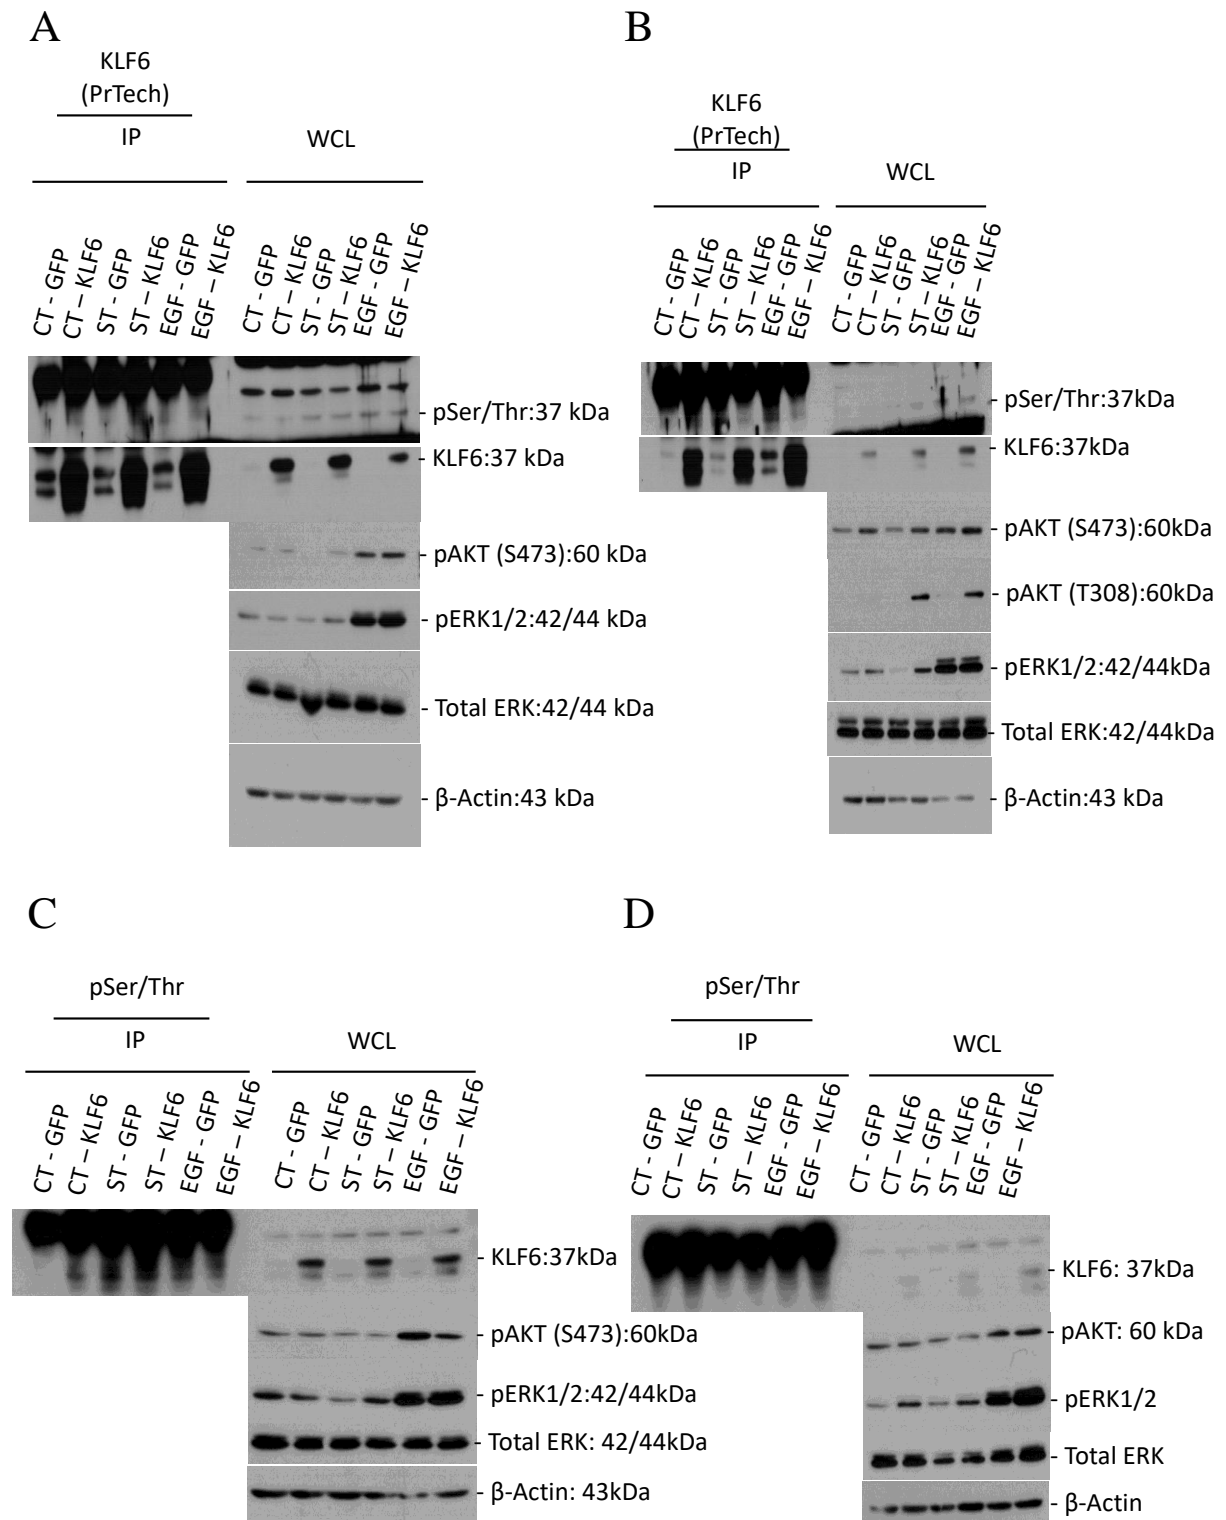 A
KLF6
(PrTech)
IP
WCL
CT - GFP
CT – KLF6
ST - GFP
ST – KLF6
EGF - GFP
EGF – KLF6
CT - GFP
CT – KLF6
ST - GFP
ST – KLF6
EGF - GFP
EGF – KLF6
- pSer/Thr:37 kDa
- KLF6:37 kDa
- pAKT (S473):60 kDa
- pERK1/2:42/44 kDa
- Total ERK:42/44 kDa
- β-Actin:43 kDa
B
KLF6
(PrTech)
IP
WCL
CT - GFP
CT – KLF6
ST - GFP
ST – KLF6
EGF - GFP
EGF – KLF6
CT - GFP
CT – KLF6
ST - GFP
ST – KLF6
EGF - GFP
EGF – KLF6
- pSer/Thr:37kDa
- KLF6:37kDa
- pAKT (S473):60kDa
- pAKT (T308):60kDa
- pERK1/2:42/44kDa
- Total ERK:42/44kDa
- β-Actin:43 kDa
C
pSer/Thr
IP
WCL
CT - GFP
CT – KLF6
ST - GFP
ST – KLF6
EGF - GFP
EGF – KLF6
CT - GFP
CT – KLF6
ST - GFP
ST – KLF6
EGF - GFP
EGF – KLF6
- KLF6:37kDa
- pAKT (S473):60kDa
- pERK1/2:42/44kDa
- Total ERK: 42/44kDa
- β-Actin: 43kDa
D
pSer/Thr
IP
WCL
CT - GFP
CT – KLF6
ST - GFP
ST – KLF6
EGF - GFP
EGF – KLF6
CT - GFP
CT – KLF6
ST - GFP
ST – KLF6
EGF - GFP
EGF – KLF6
- KLF6: 37kDa
- pAKT: 60 kDa
- pERK1/2
- Total ERK
- β-Actin